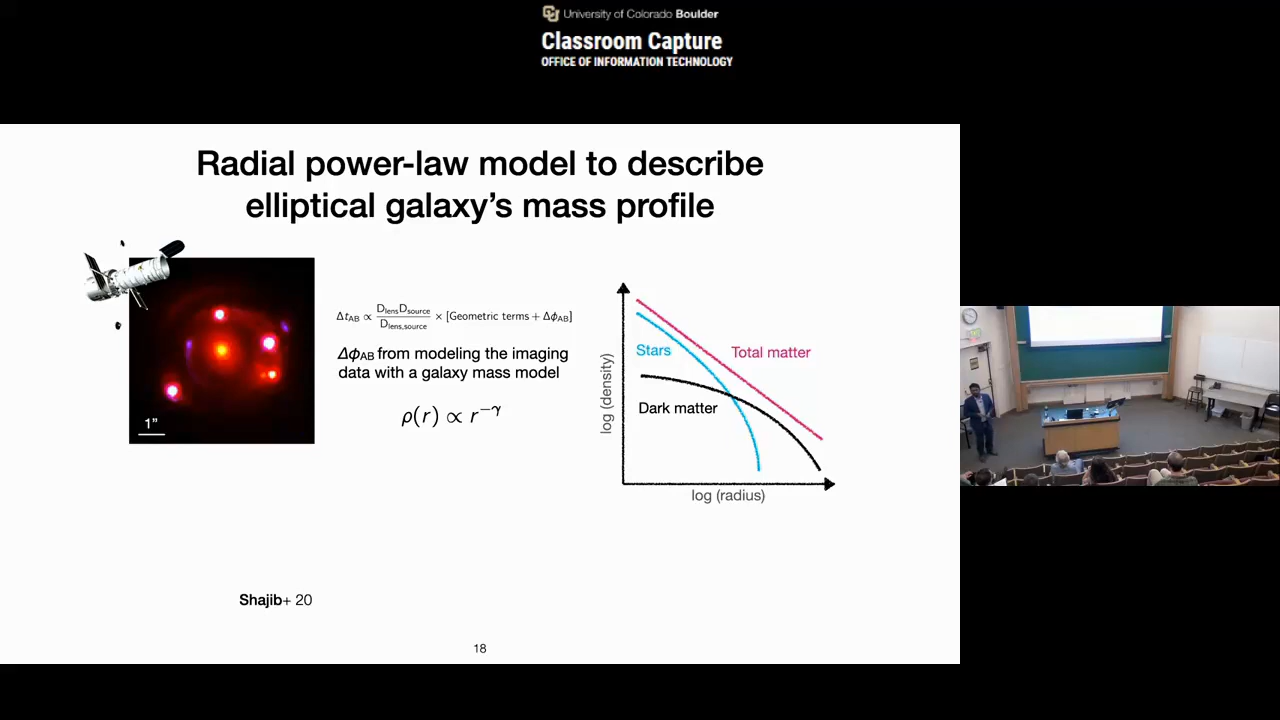 University of Colorado Boulder
Classroom Capture
OFFICE OF INFORMATION TECHNOLOGY
Radial power-law model to describe
elliptical galaxy's mass profile
Δt_AB ∝ D_lens D_source / D_lens,source × [Geometric terms + Δϕ_AB]
Δϕ_AB from modeling the imaging
data with a galaxy mass model
ρ(r) ∝ r^−γ
1"
log (density)
Stars
Total matter
Dark matter
log (radius)
Shajib+ 20
18